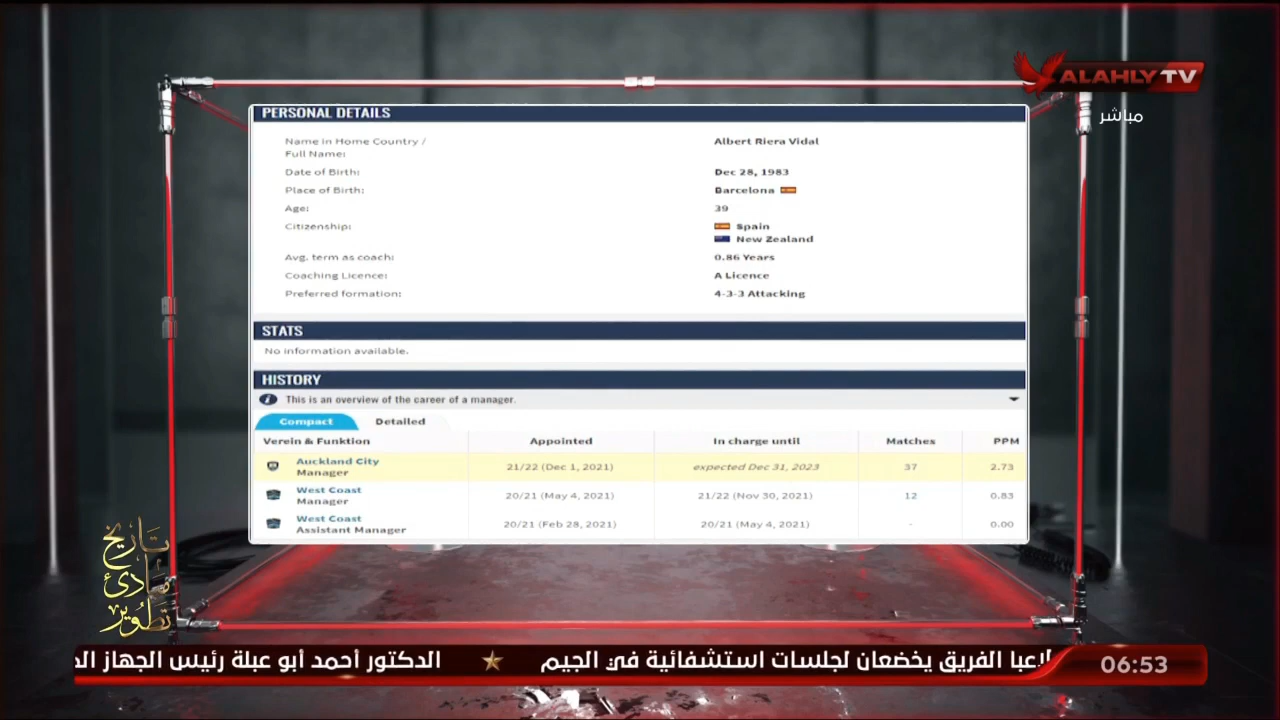 ALAHLY TV
مباشر
PERSONAL DETAILS
Name in Home Country /
Full Name:
Albert Riera Vidal
Date of Birth:
Dec 28, 1983
Place of Birth:
Barcelona
Age:
39
Citizenship:
Spain
New Zealand
Avg. term as coach:
0.86 Years
Coaching Licence:
A Licence
Preferred formation:
4-3-3 Attacking
STATS
No information available.
HISTORY
This is an overview of the career of a manager.
Compact Detailed
Verein & Funktion Appointed In charge until Matches PPM
Auckland City
Manager
21/22 (Dec 1, 2021) expected Dec 31, 2023 37 2.73
West Coast
Manager
20/21 (May 4, 2021) 21/22 (Nov 30, 2021) 12 0.83
West Coast
Assistant Manager
20/21 (Feb 28, 2021) 20/21 (May 4, 2021) - 0.00
تاريخ
مبادئ
تطوير
لاعبا الفريق يخضعان لجلسات استشفائية في الجيم ★ الدكتور أحمد أبو عبلة رئيس الجهاز
06:53